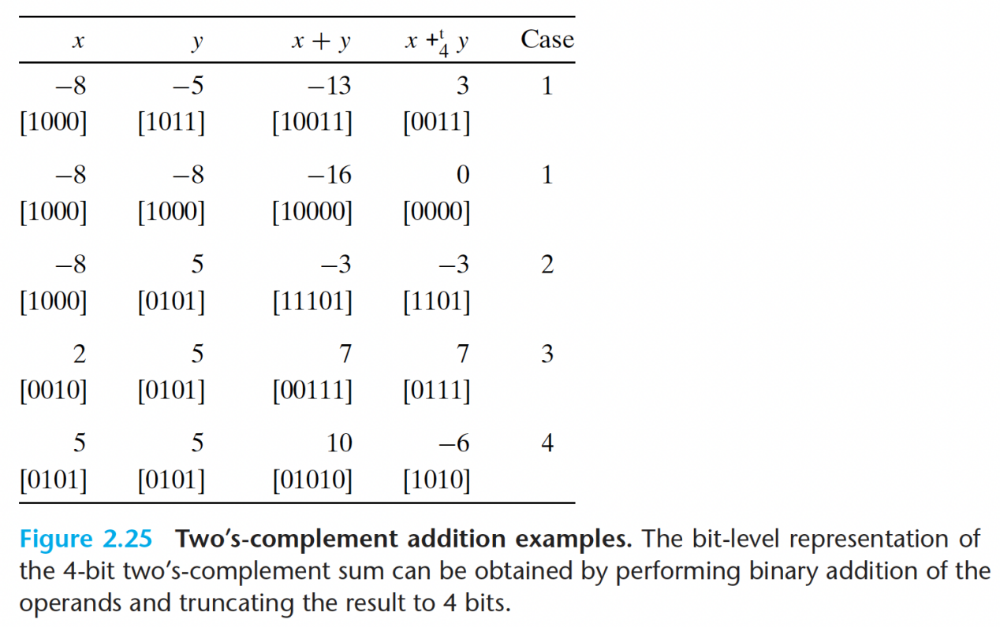 x y x + y x +ᵗ₄ y Case
–8 –5 –13 3 1
[1000] [1011] [10011] [0011]
–8 –8 –16 0 1
[1000] [1000] [10000] [0000]
–8 5 –3 –3 2
[1000] [0101] [11101] [1101]
2 5 7 7 3
[0010] [0101] [00111] [0111]
5 5 10 –6 4
[0101] [0101] [01010] [1010]
Figure 2.25 Two’s-complement addition examples. The bit-level representation of
the 4-bit two’s-complement sum can be obtained by performing binary addition of the
operands and truncating the result to 4 bits.